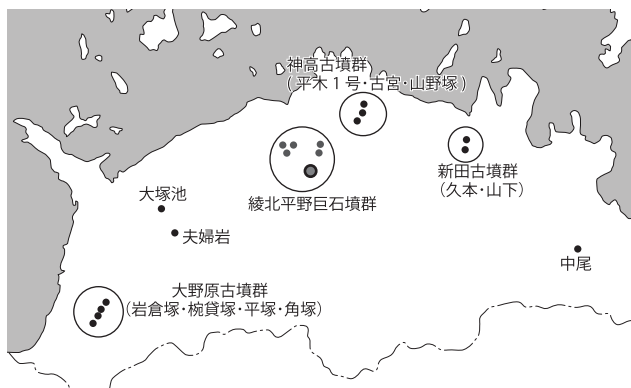 神高古墳群
(平木1号・古宮・山野塚)
新田古墳群
(久本・山下)
綾北平野巨石墳群
大塚池
夫婦岩
中尾
大野原古墳群
(岩倉塚・椀貸塚・平塚・角塚)